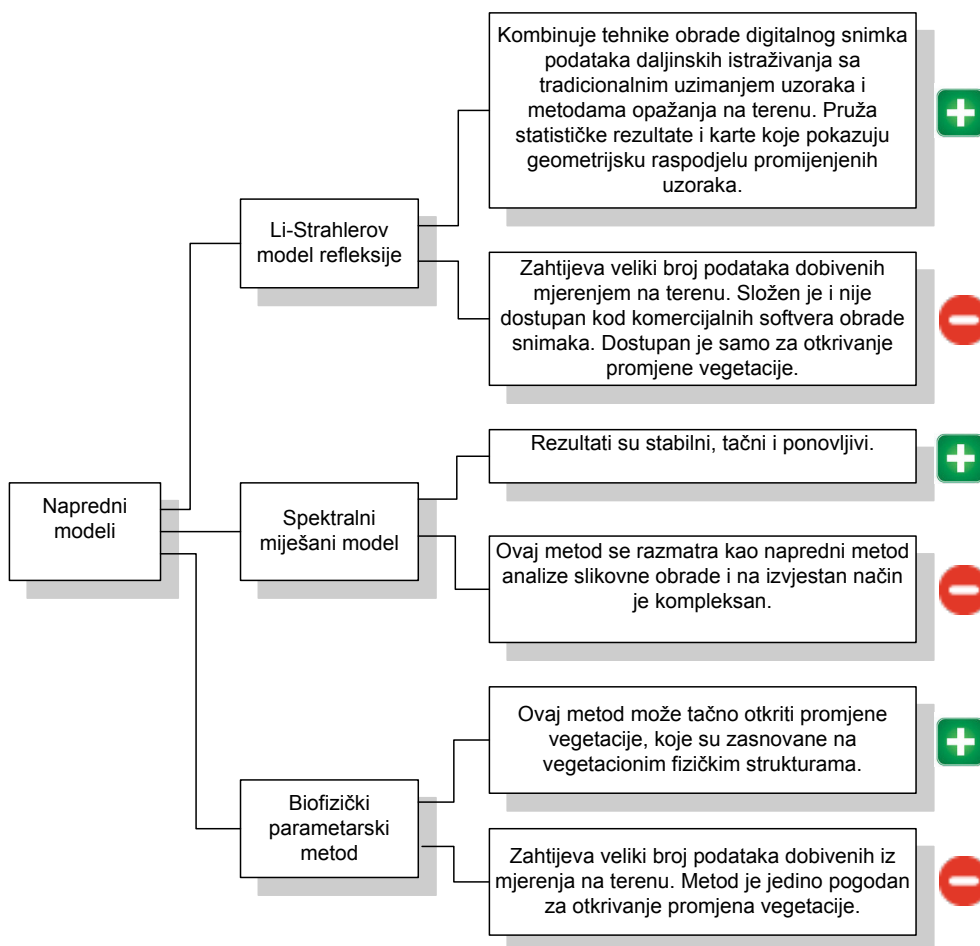 Kombinuje tehnike obrade digitalnog snimka
podataka daljinskih istraživanja sa
tradicionalnim uzimanjem uzoraka i
metodama opažanja na terenu. Pruža
statističke rezultate i karte koje pokazuju
geometrijsku raspodjelu promijenjenih
uzoraka.
Li-Strahlerov
model refleksije
Zahtijeva veliki broj podataka dobivenih
mjerenjem na terenu. Složen je i nije
dostupan kod komercijalnih softvera obrade
snimaka. Dostupan je samo za otkrivanje
promjene vegetacije.
Rezultati su stabilni, tačni i ponovljivi.
Napredni
modeli
Spektralni
miješani model
Ovaj metod se razmatra kao napredni metod
analize slikovne obrade i na izvjestan način
je kompleksan.
Ovaj metod može tačno otkriti promjene
vegetacije, koje su zasnovane na
vegetacionim fizičkim strukturama.
Biofizički
parametarski
metod
Zahtijeva veliki broj podataka dobivenih iz
mjerenja na terenu. Metod je jedino pogodan
za otkrivanje promjena vegetacije.